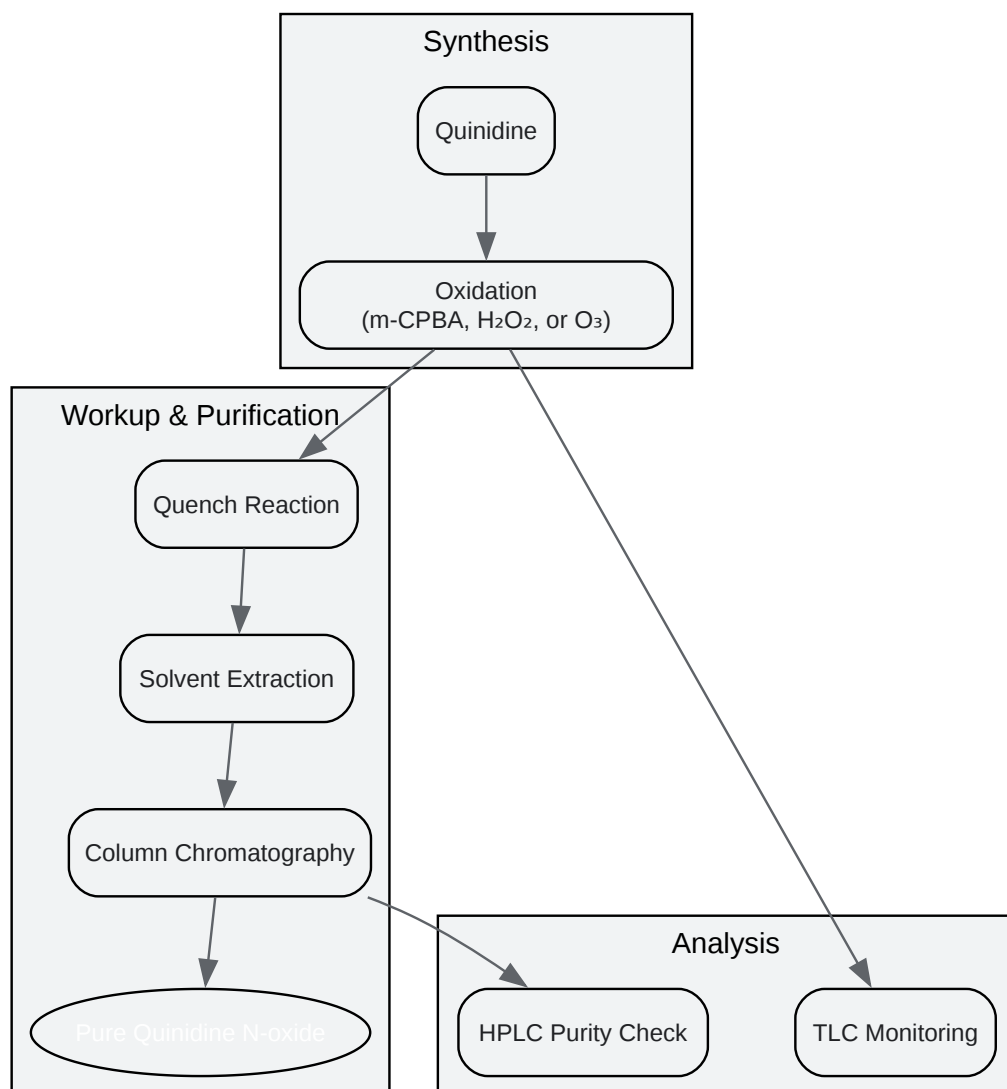 Synthesis
Quinidine
Oxidation
(m-CPBA, H₂O₂, or O₃)
Workup & Purification
Quench Reaction
Solvent Extraction
Column Chromatography
Pure Quinidine N-oxide
Analysis
HPLC Purity Check
TLC Monitoring